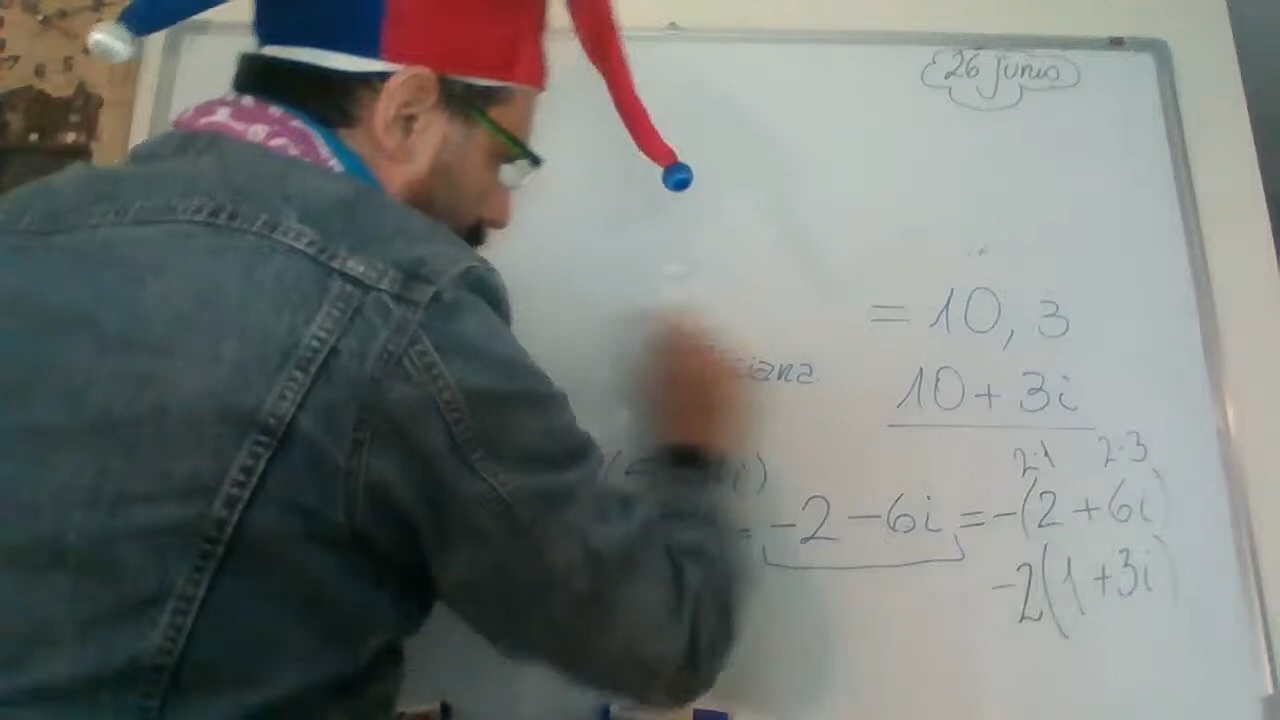 26 junio
= 10, 3
10 + 3i
2·1 2·3
= -2 -6i = -(2 + 6i)
-2(1 +3i)